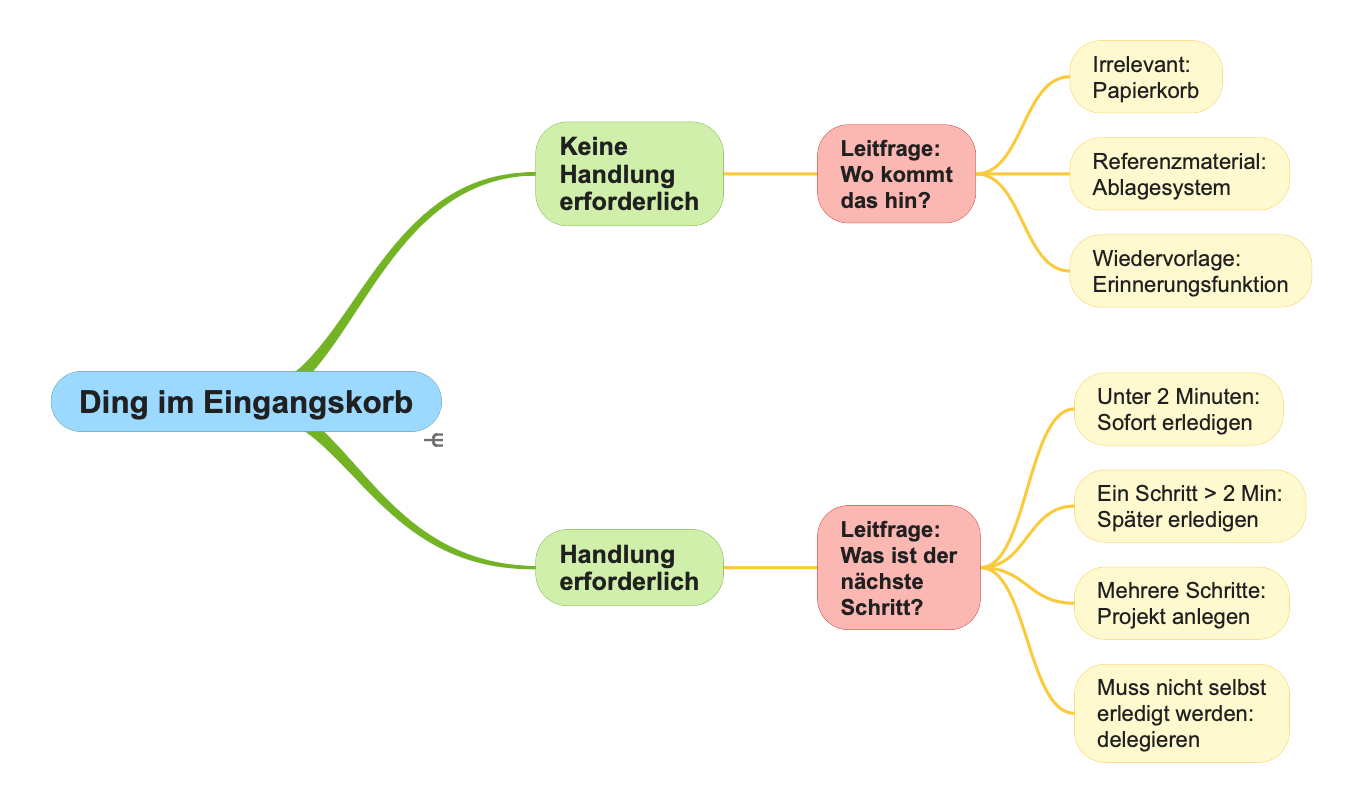 Ding im Eingangskorb
Keine
Handlung
erforderlich
Leitfrage:
Wo kommt
das hin?
Irrelevant:
Papierkorb
Referenzmaterial:
Ablagesystem
Wiedervorlage:
Erinnerungsfunktion
Handlung
erforderlich
Leitfrage:
Was ist der
nächste
Schritt?
Unter 2 Minuten:
Sofort erledigen
Ein Schritt > 2 Min:
Später erledigen
Mehrere Schritte:
Projekt anlegen
Muss nicht selbst
erledigt werden:
delegieren